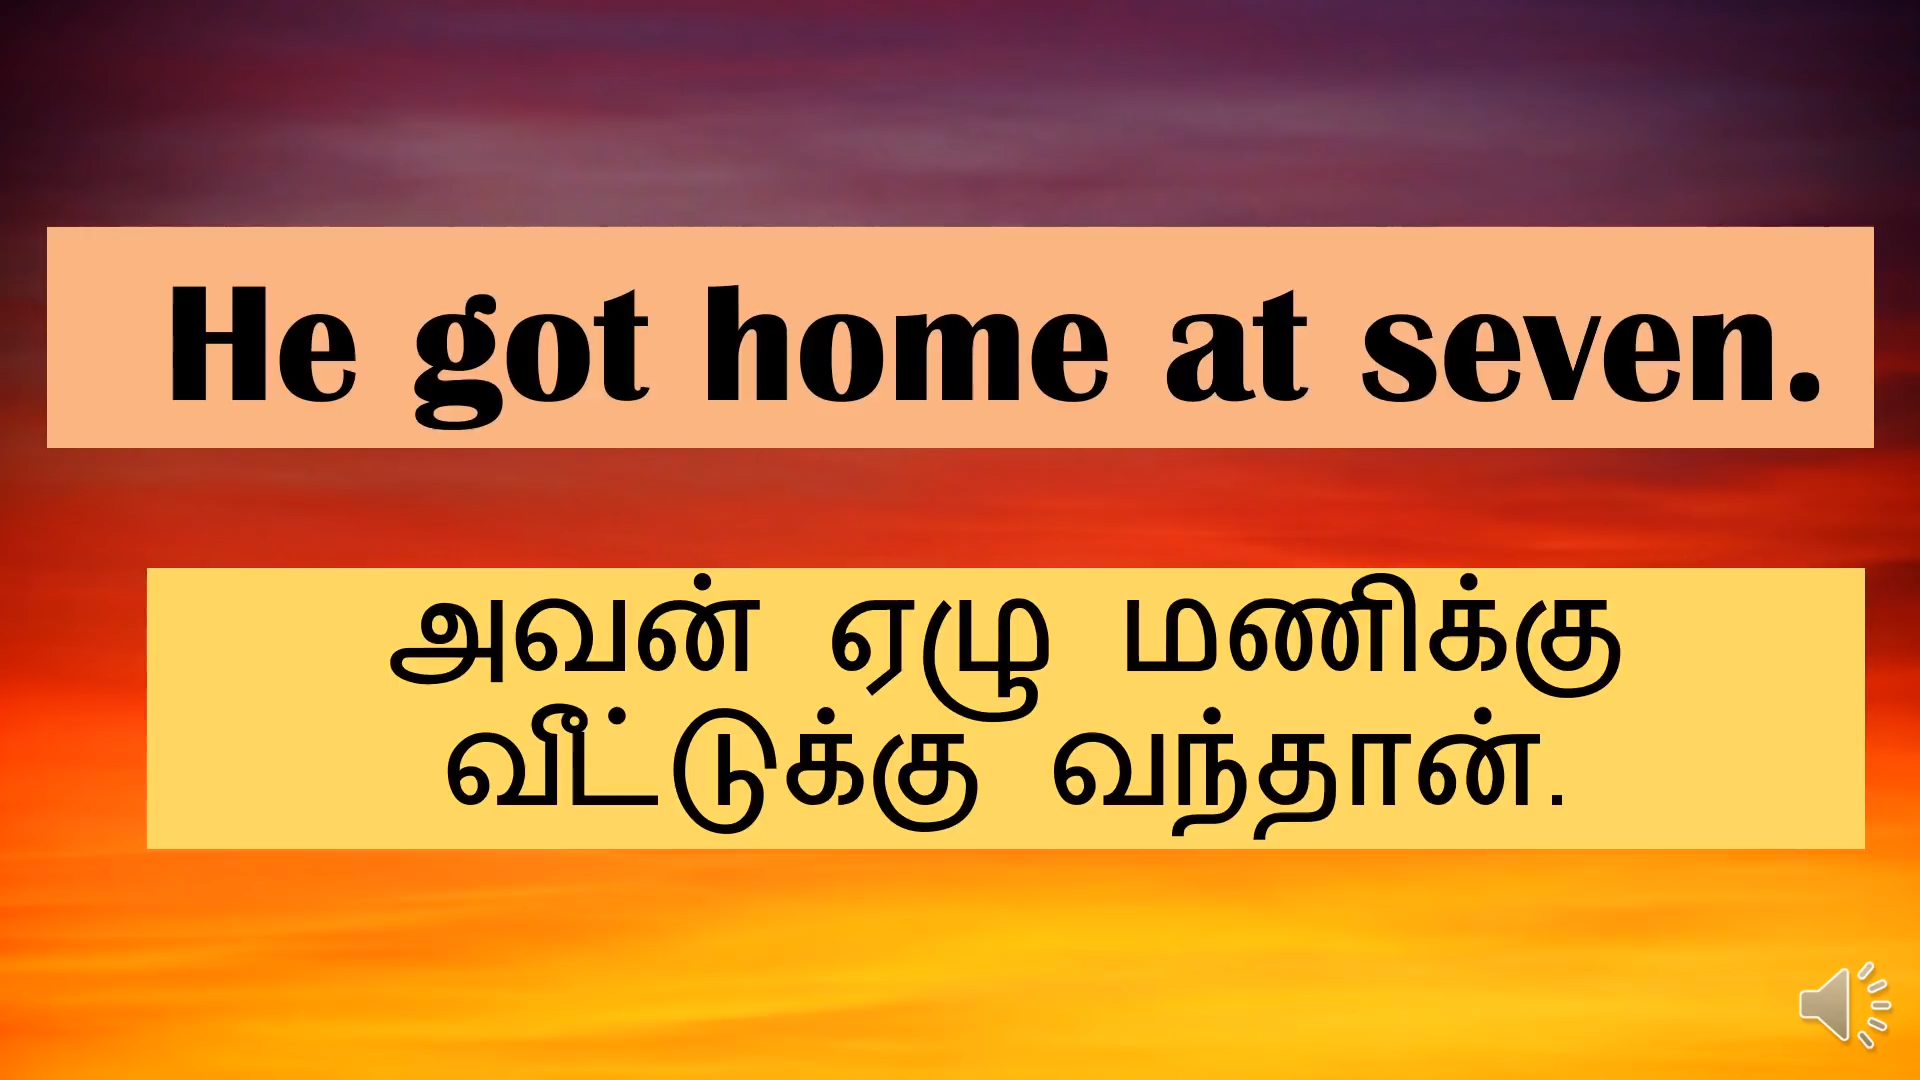 He got home at seven.
அவன் ஏழு மணிக்கு
வீட்டுக்கு வந்தான்.